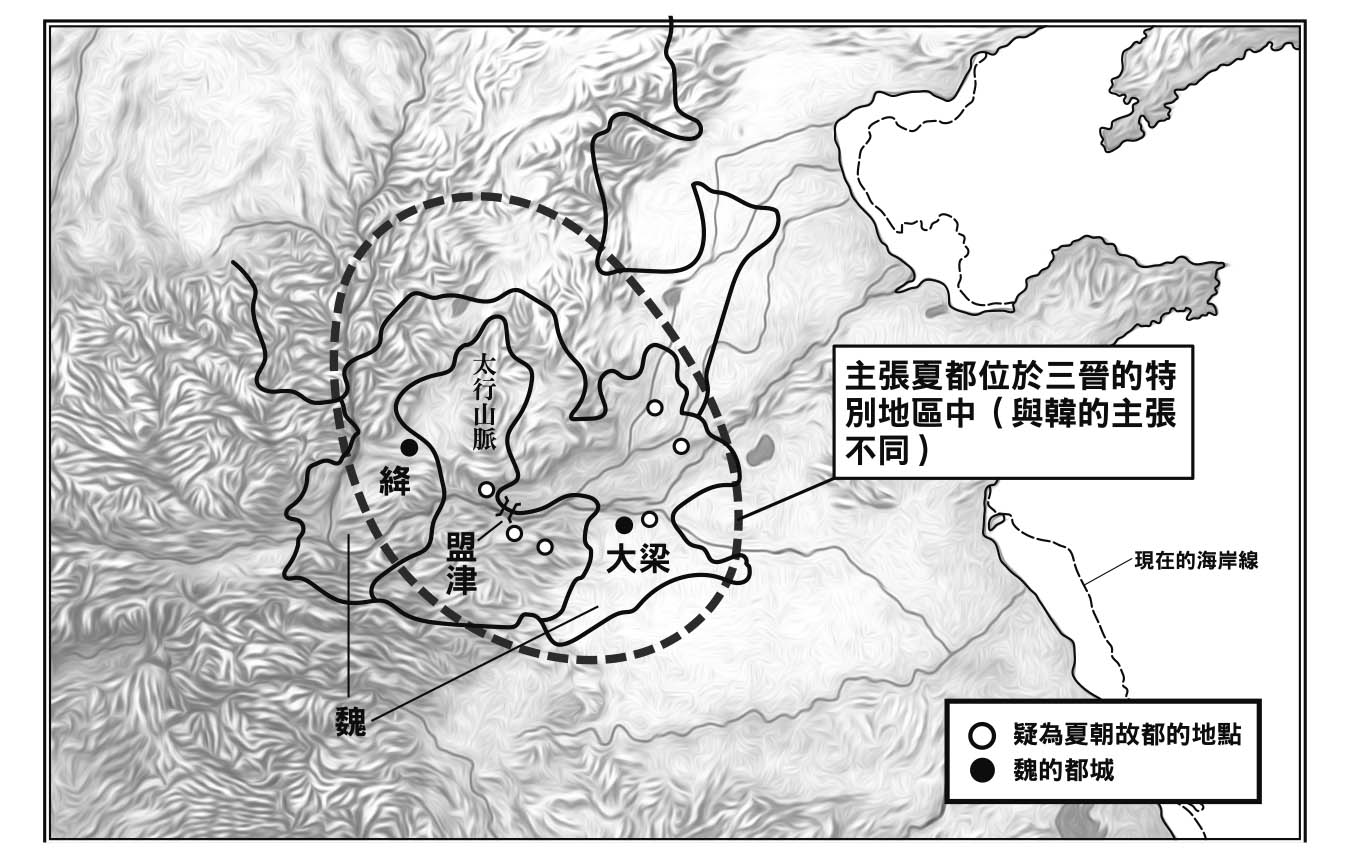 太行山脈
主張夏都位於三晉的特
別地區中（與韓的主張
不同）
絳
盟津
大梁
現在的海岸線
魏
疑為夏朝故都的地點
魏的都城